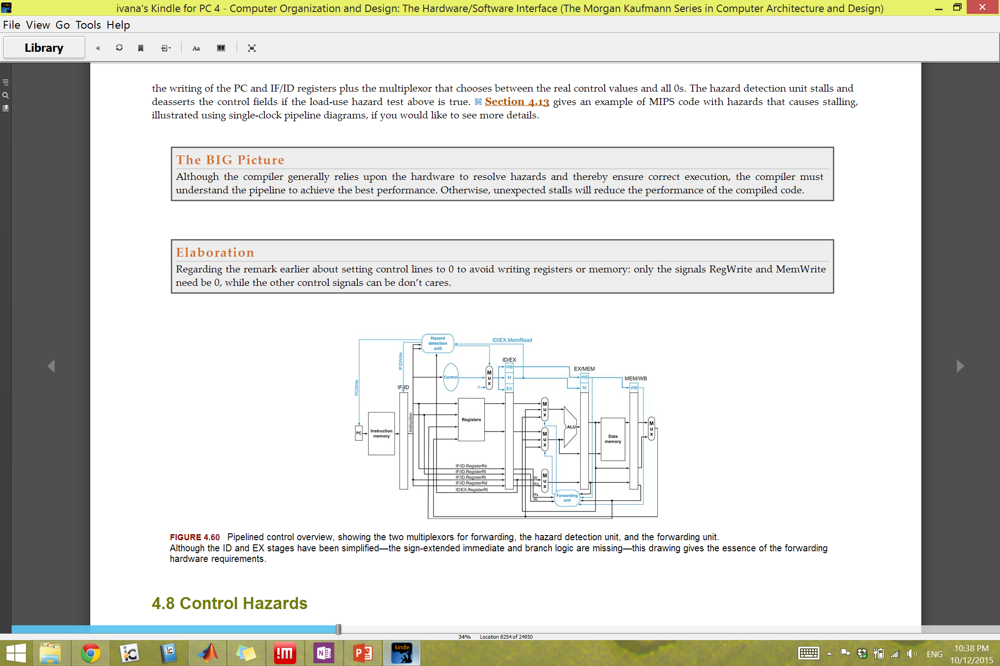 ivana's Kindle for PC 4 - Computer Organization and Design: The Hardware/Software Interface (The Morgan Kaufmann Series in Computer Architecture and Design)
File View Go Tools Help
Library
Aa
the writing of the PC and IF/ID registers plus the multiplexor that chooses between the real control values and all 0s. The hazard detection unit stalls and
deasserts the control fields if the load-use hazard test above is true. Section 4.13 gives an example of MIPS code with hazards that causes stalling,
illustrated using single-clock pipeline diagrams, if you would like to see more details.
The BIG Picture
Although the compiler generally relies upon the hardware to resolve hazards and thereby ensure correct execution, the compiler must
understand the pipeline to achieve the best performance. Otherwise, unexpected stalls will reduce the performance of the compiled code.
Elaboration
Regarding the remark earlier about setting control lines to 0 to avoid writing registers or memory: only the signals RegWrite and MemWrite
need be 0, while the other control signals can be don't cares.
Hazard
detection
unit
ID/EX.MemRead
IF/DWrite
PCWrite
Control
Mux
0
ID/EX
WB
M
EX
EX/MEM
WB
M
MEM/WB
WB
IF/ID
PC
Instruction
memory
Instruction
Registers
Mux
Mux
ALU
Data
memory
Mux
IF/ID.RegisterRs
IF/ID.RegisterRt
IF/ID.RegisterRt
IF/ID.RegisterRd
ID/EX.RegisterRt
Rt
Rd
Mux
Rs
Rt
Forwarding
unit
FIGURE 4.60 Pipelined control overview, showing the two multiplexors for forwarding, the hazard detection unit, and the forwarding unit.
Although the ID and EX stages have been simplified—the sign-extended immediate and branch logic are missing—this drawing gives the essence of the forwarding
hardware requirements.
4.8 Control Hazards
34% Location 8254 of 24950
kindle
ENG
10:38 PM
10/12/2015